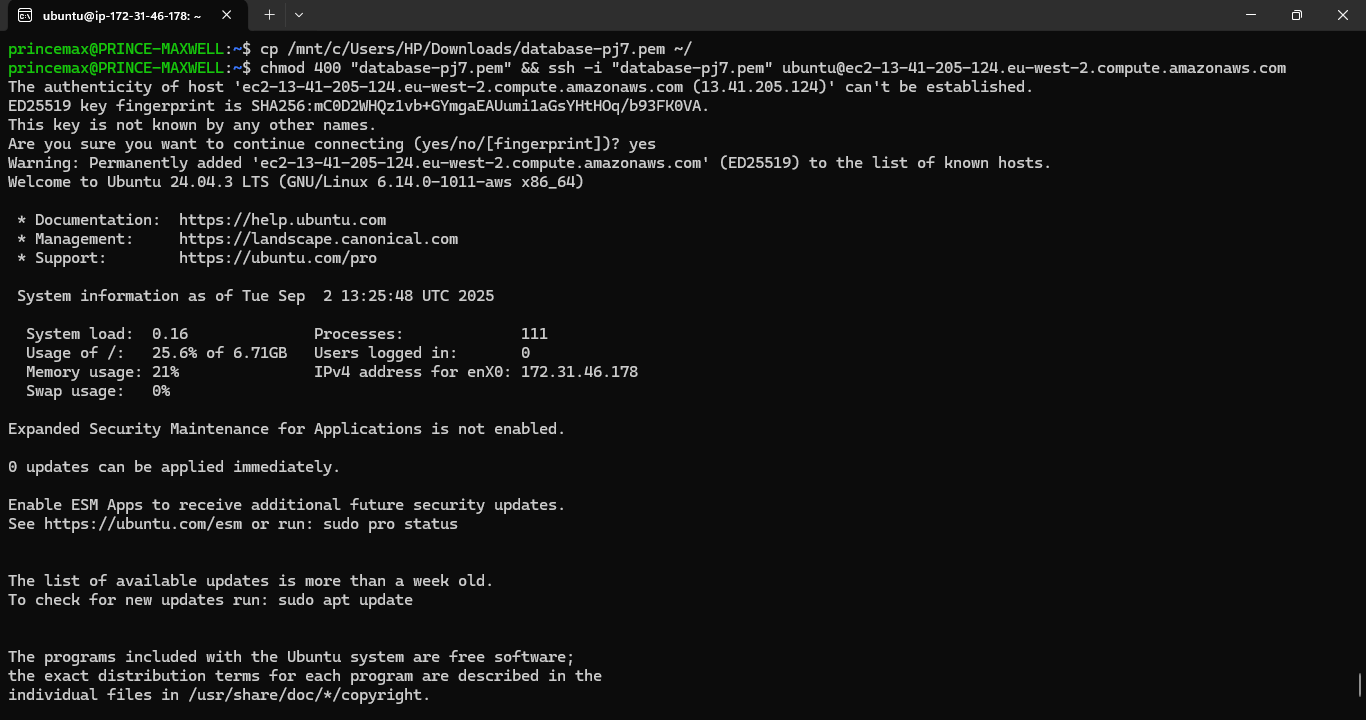 ubuntu@ip-172-31-46-178: ~
princemax@PRINCE-MAXWELL:~$ cp /mnt/c/Users/HP/Downloads/database-pj7.pem ~/
princemax@PRINCE-MAXWELL:~$ chmod 400 "database-pj7.pem" && ssh -i "database-pj7.pem" ubuntu@ec2-13-41-205-124.eu-west-2.compute.amazonaws.com
The authenticity of host 'ec2-13-41-205-124.eu-west-2.compute.amazonaws.com (13.41.205.124)' can't be established.
ED25519 key fingerprint is SHA256:mC0D2WHQz1vb+GYmgaEAUumi1aGsYHtHOq/b93FK0VA.
This key is not known by any other names.
Are you sure you want to continue connecting (yes/no/[fingerprint])? yes
Warning: Permanently added 'ec2-13-41-205-124.eu-west-2.compute.amazonaws.com' (ED25519) to the list of known hosts.
Welcome to Ubuntu 24.04.3 LTS (GNU/Linux 6.14.0-1011-aws x86_64)
* Documentation:  https://help.ubuntu.com
* Management:     https://landscape.canonical.com
* Support:        https://ubuntu.com/pro
System information as of Tue Sep  2 13:25:48 UTC 2025
System load:  0.16              Processes:             111
Usage of /:   25.6% of 6.71GB   Users logged in:       0
Memory usage: 21%               IPv4 address for enX0: 172.31.46.178
Swap usage:   0%
Expanded Security Maintenance for Applications is not enabled.
0 updates can be applied immediately.
Enable ESM Apps to receive additional future security updates.
See https://ubuntu.com/esm or run: sudo pro status
The list of available updates is more than a week old.
To check for new updates run: sudo apt update
The programs included with the Ubuntu system are free software;
the exact distribution terms for each program are described in the
individual files in /usr/share/doc/*/copyright.